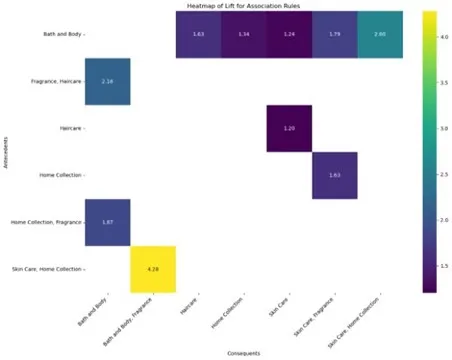 Heatmap of Lift for Association Rules
Bath and Body
1.63
1.34
1.24
1.79
2.60
Fragrance, Haircare
2.16
Haircare
1.20
Home Collection
1.63
Home Collection, Fragrance
1.87
Skin Care, Home Collection
4.28
Antecedents
Bath and Body
Bath and Body, Fragrance
Haircare
Home Collection
Skin Care
Skin Care, Fragrance
Skin Care, Home Collection
Consequents
4.0
3.5
3.0
2.5
2.0
1.5